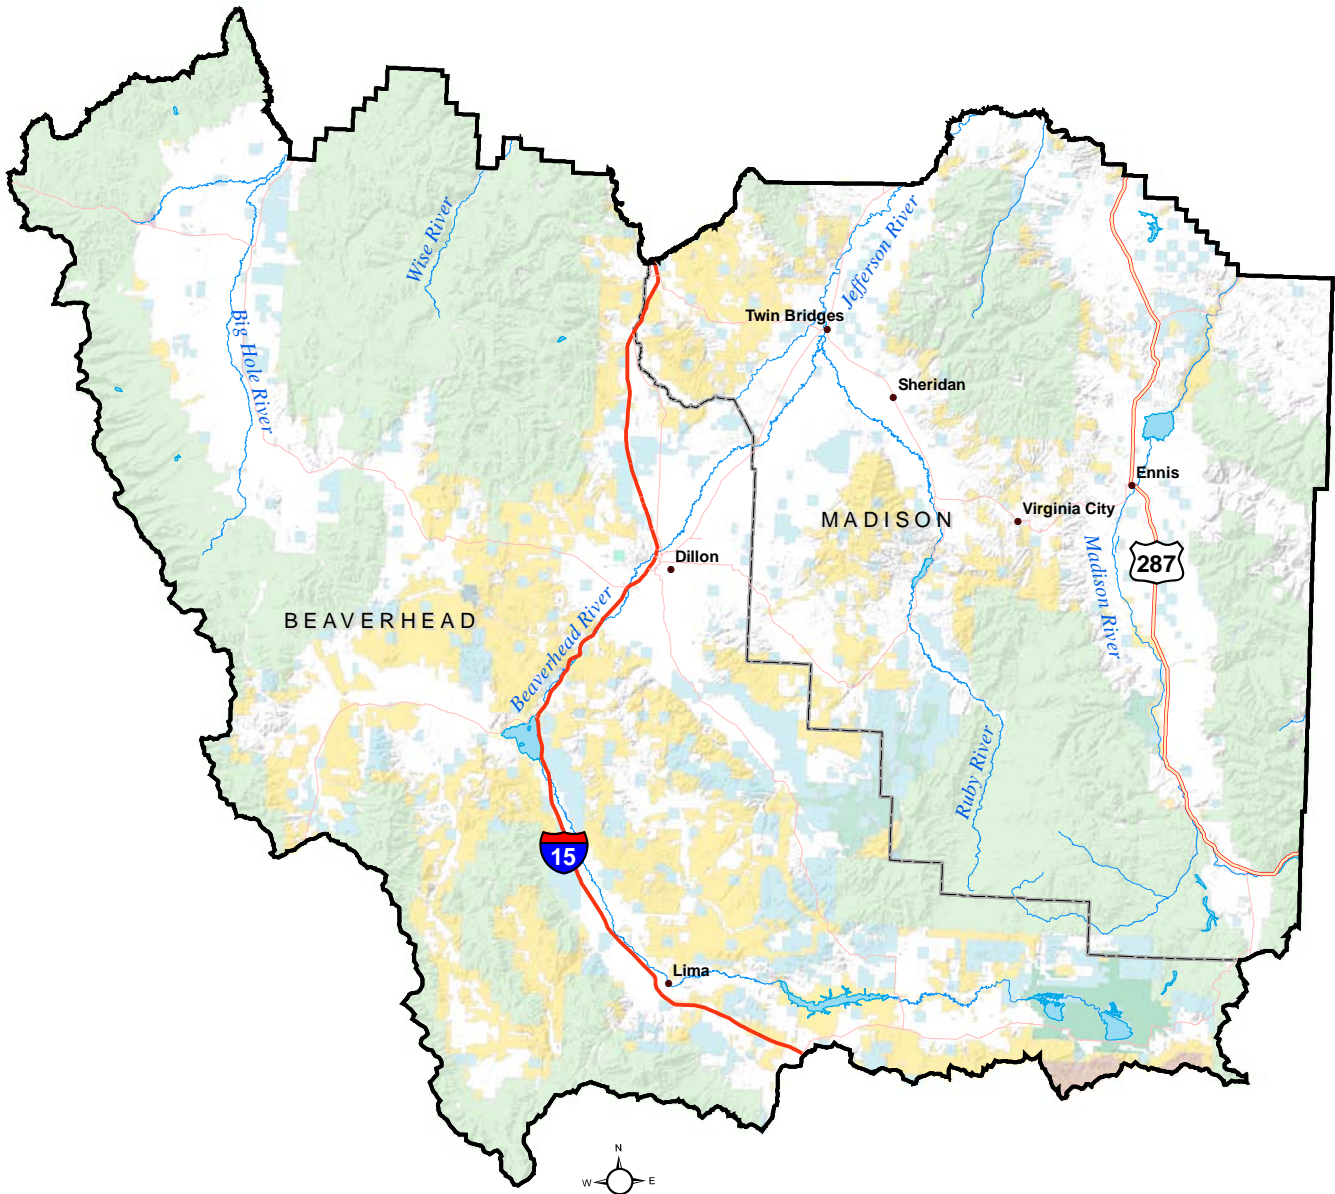 Wise River
Jefferson River
Big Hole River
Twin Bridges
Sheridan
Ennis
Virginia City
MADISON
Madison River
287
Dillon
BEAVERHEAD
Beaverhead River
Ruby River
15
Lima
N
W
E